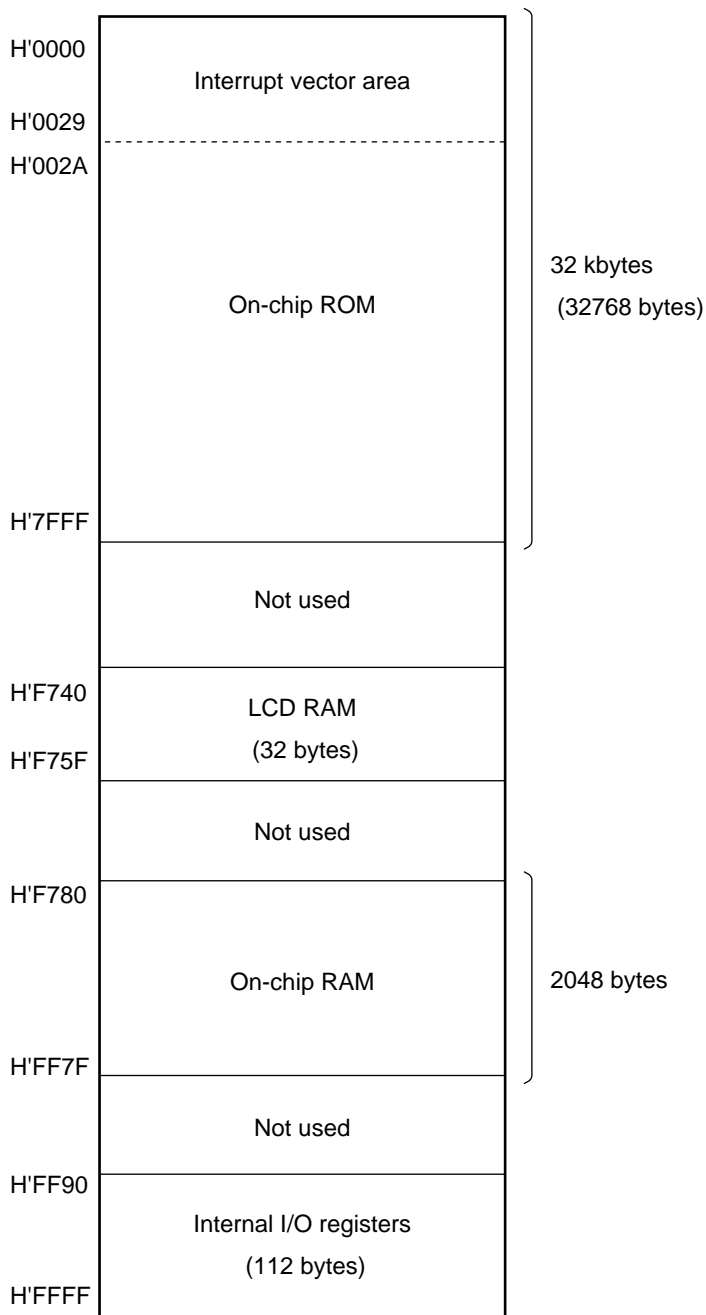 H'0000
Interrupt vector area
H'0029
H'002A
On-chip ROM
32 kbytes
(32768 bytes)
H'7FFF
Not used
H'F740
LCD RAM
(32 bytes)
H'F75F
Not used
H'F780
On-chip RAM
2048 bytes
H'FF7F
Not used
H'FF90
Internal I/O registers
(112 bytes)
H'FFFF